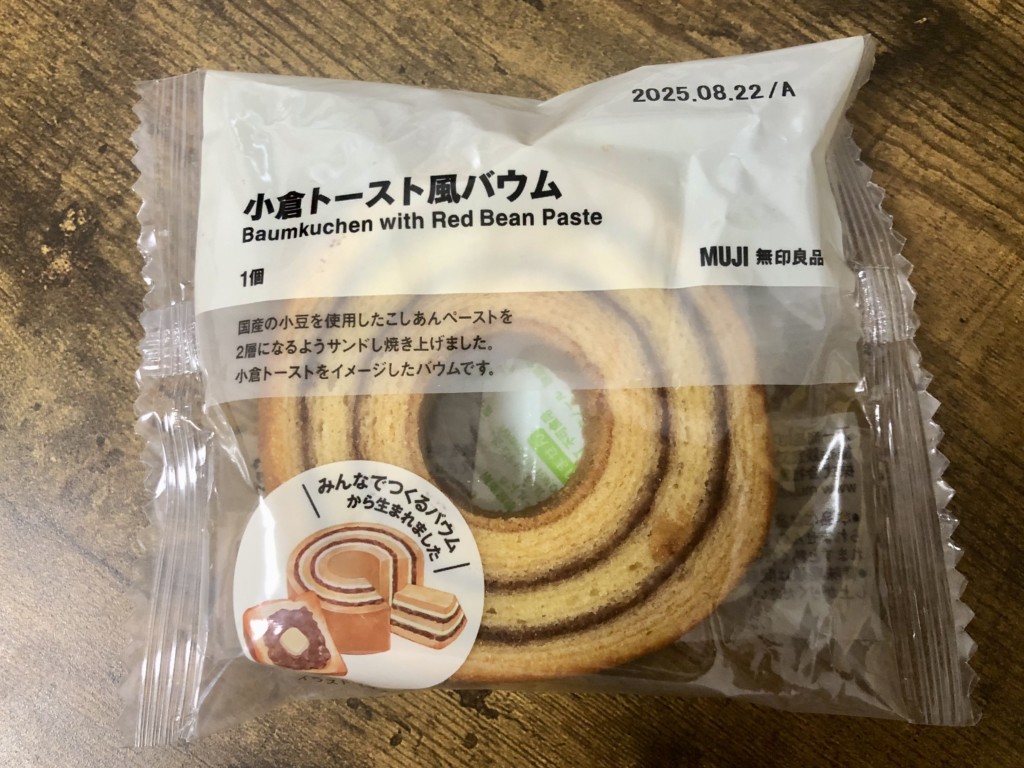 2025.08.22/A
小倉トースト風バウム
Baumkuchen with Red Bean Paste
MUJI 無印良品
1個
国産の小豆を使用したこしあんペーストを
2層になるようサンドし焼き上げました。
小倉トーストをイメージしたバウムです。
みんなでつくるバウム
から生まれました